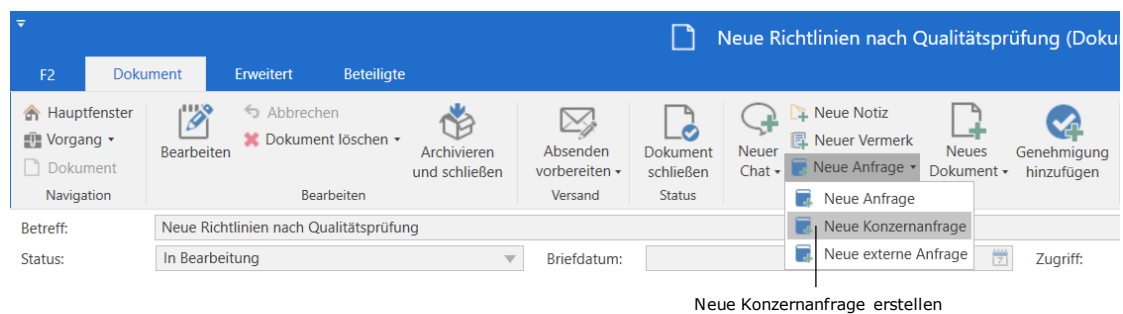 Neue Richtlinien nach Qualitätsprüfung (Doku
F2 Dokument Erweitert Beteiligte
Hauptfenster
Vorgang
Dokument
Navigation
Bearbeiten
Abbrechen
Dokument löschen
Archivieren
und schließen
Bearbeiten
Absenden
vorbereiten
Versand
Dokument
schließen
Status
Neuer
Chat
Neue Notiz
Neuer Vermerk
Neue Anfrage
Neues
Dokument
Genehmigung
hinzufügen
Neue Anfrage
Neue Konzernanfrage
Neue externe Anfrage
Betreff: Neue Richtlinien nach Qualitätsprüfung
Status: In Bearbeitung Briefdatum: 7 Zugriff:
Neue Konzernanfrage erstellen